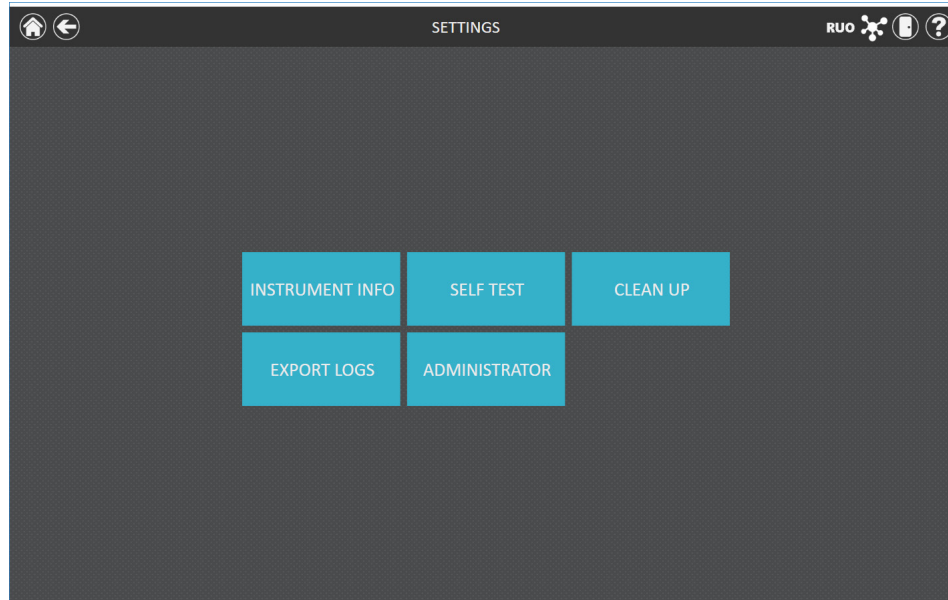 SETTINGS
RUO
?
INSTRUMENT INFO
SELF TEST
CLEAN UP
EXPORT LOGS
ADMINISTRATOR